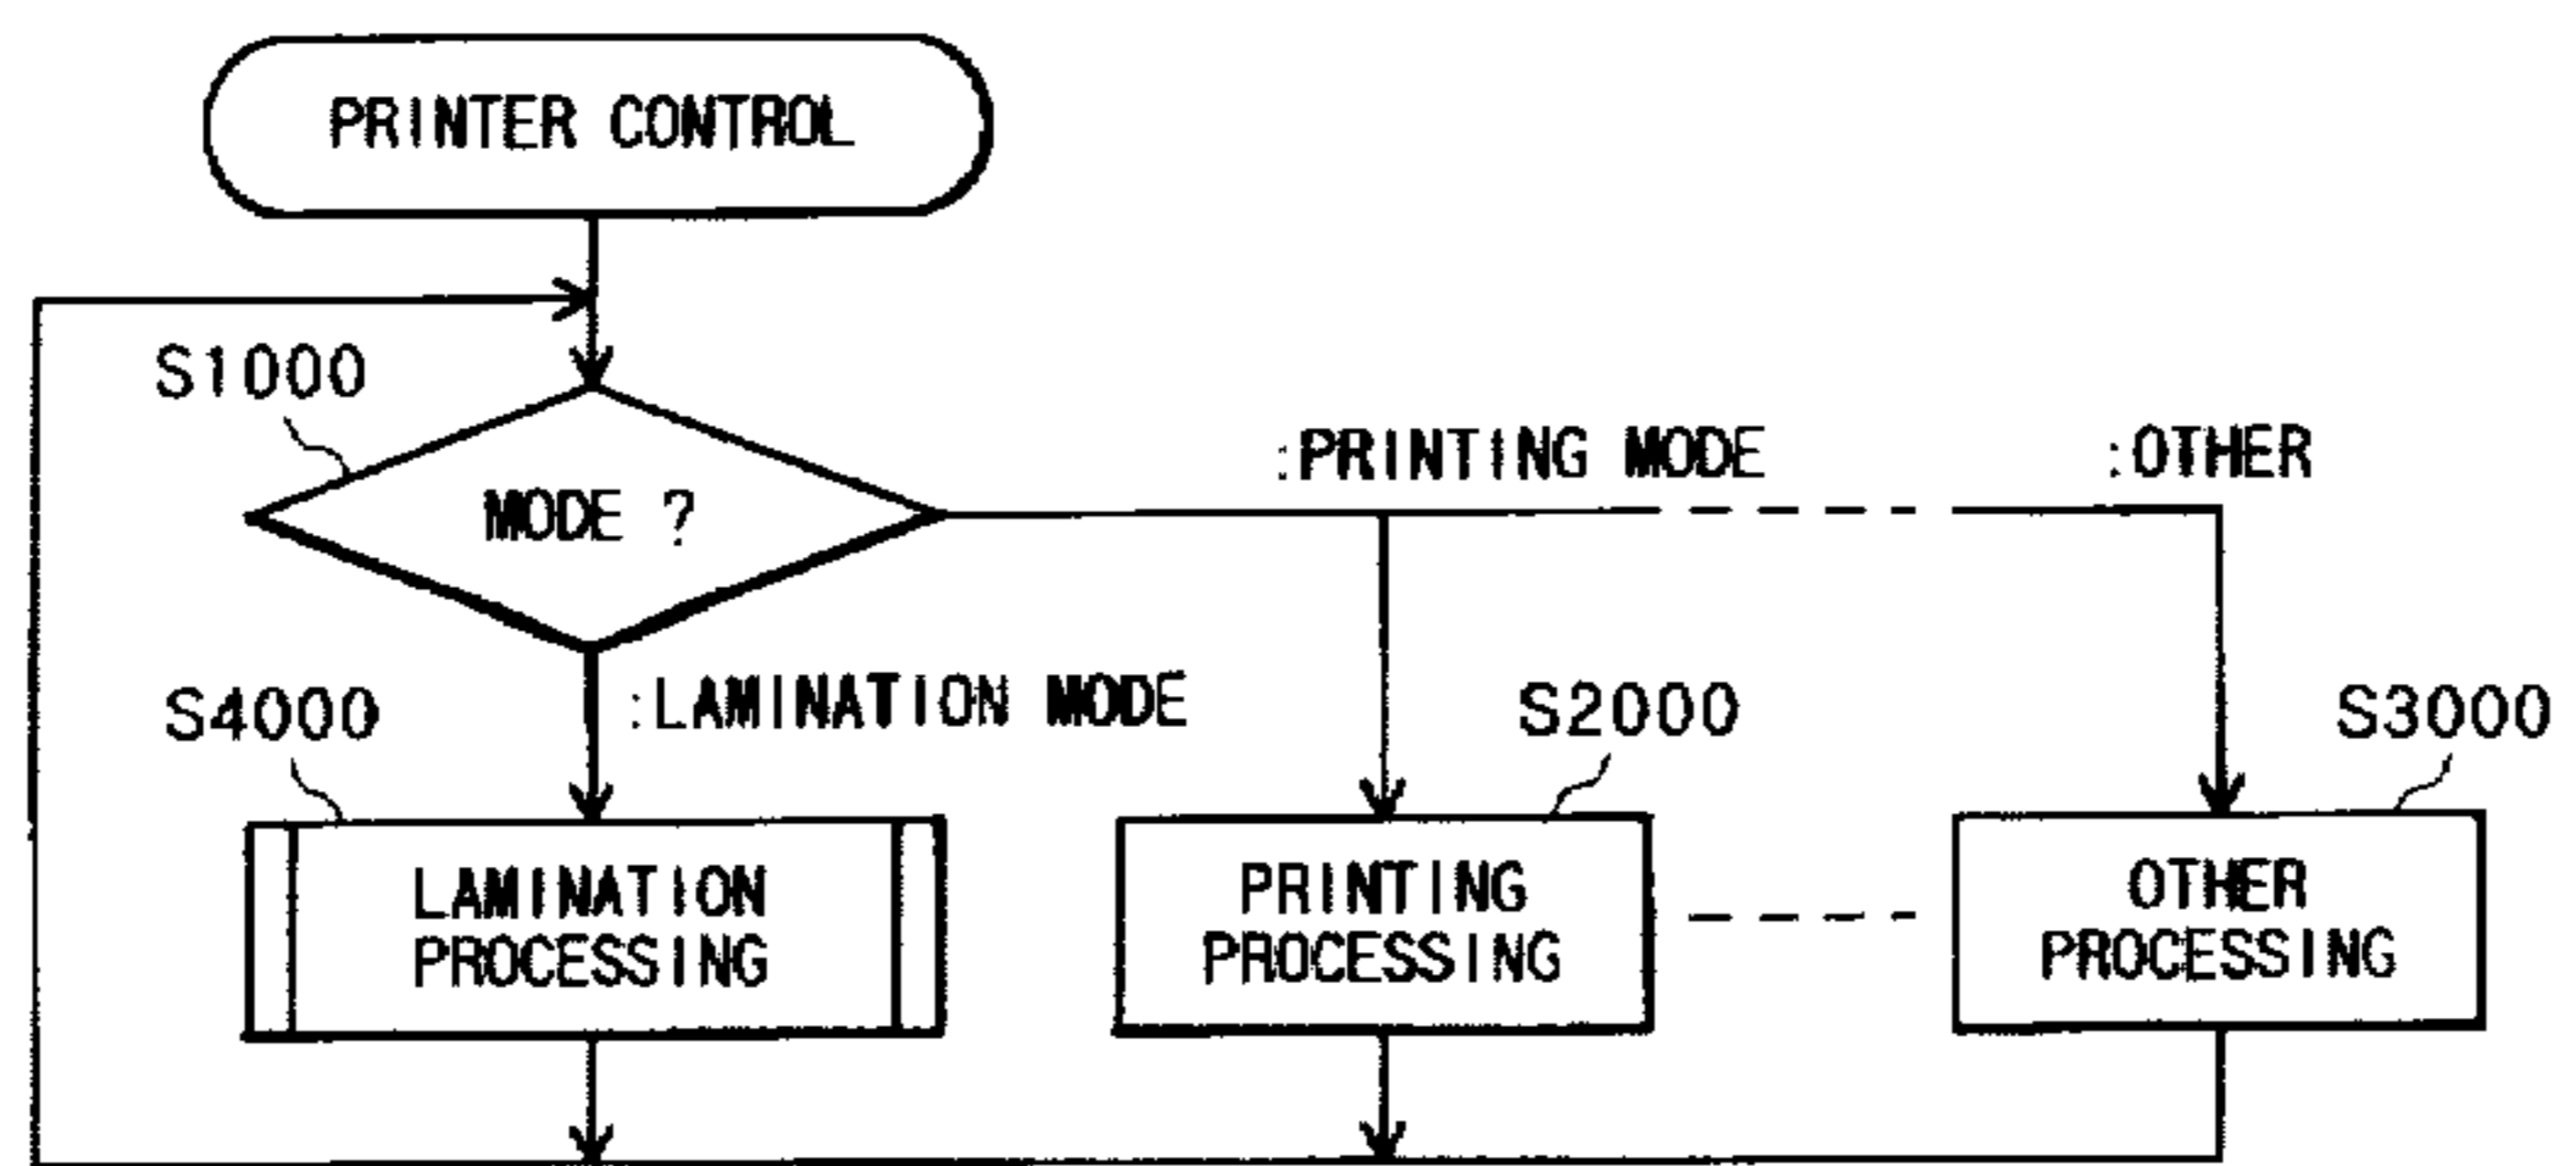 PRINTER CONTROL
S1000
MODE ?
:PRINTING MODE
:OTHER
:LAMINATION MODE
S4000
S2000
S3000
LAMINATION
PROCESSING
PRINTING
PROCESSING
OTHER
PROCESSING